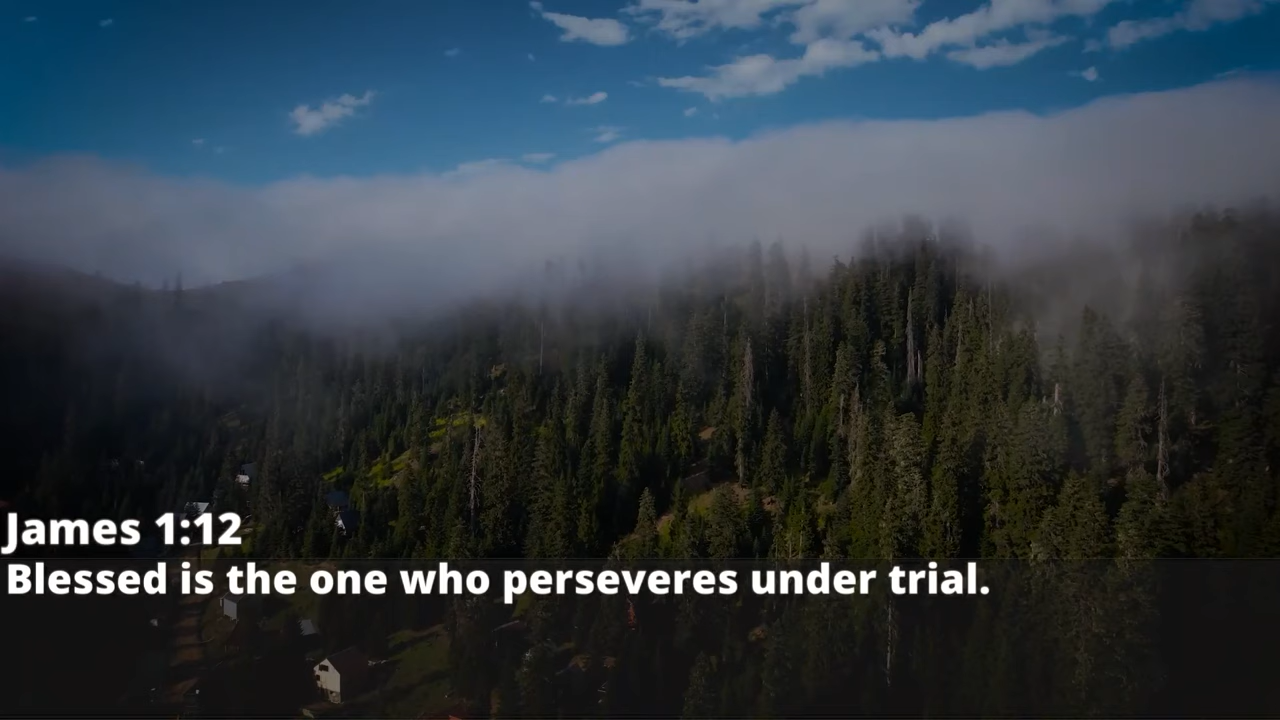 James 1:12
Blessed is the one who perseveres under trial.